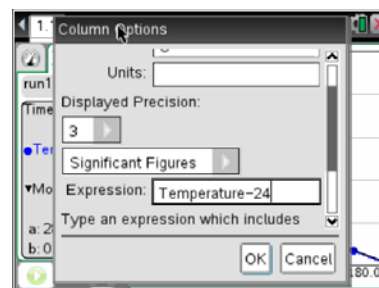 1.
Column Options
Units:
run1
Displayed Precision:
Time
3
Significant Figures
Expression: Temperature–24
Type an expression which includes
OK Cancel
180.0